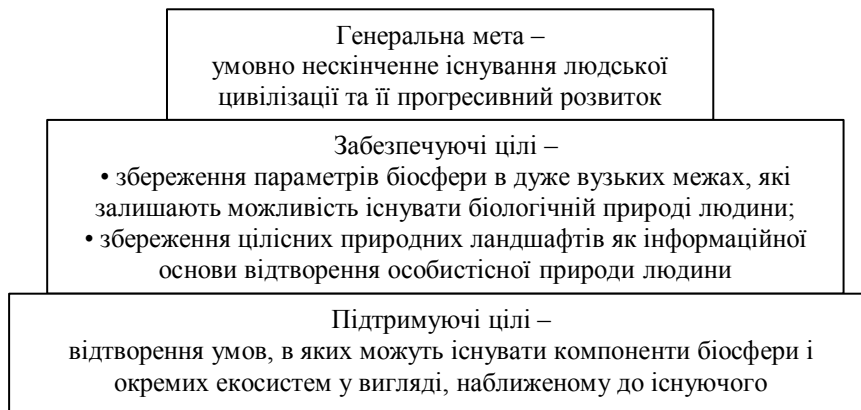 Генеральна мета –
умовно нескінченне існування людської
цивілізації та її прогресивний розвиток
Забезпечуючі цілі –
• збереження параметрів біосфери в дуже вузьких межах, які
залишають можливість існувати біологічній природі людини;
• збереження цілісних природних ландшафтів як інформаційної
основи відтворення особистісної природи людини
Підтримуючі цілі –
відтворення умов, в яких можуть існувати компоненти біосфери і
окремих екосистем у вигляді, наближеному до існуючого